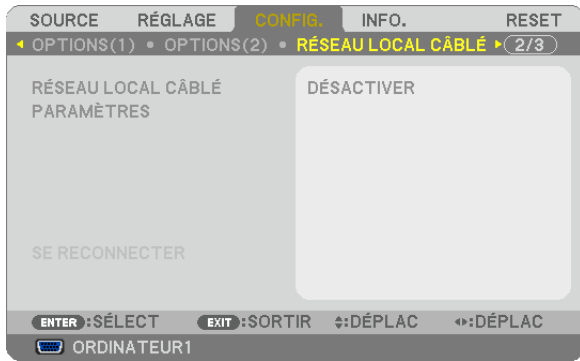 SOURCE RÉGLAGE CONFIG. INFO. RESET
OPTIONS(1) • OPTIONS(2) • RÉSEAU LOCAL CÂBLÉ 2/3
RÉSEAU LOCAL CÂBLÉ DÉSACTIVER
PARAMÈTRES
SE RECONNECTER
ENTER :SÉLECT EXIT :SORTIR :DÉPLAC :DÉPLAC
ORDINATEUR1